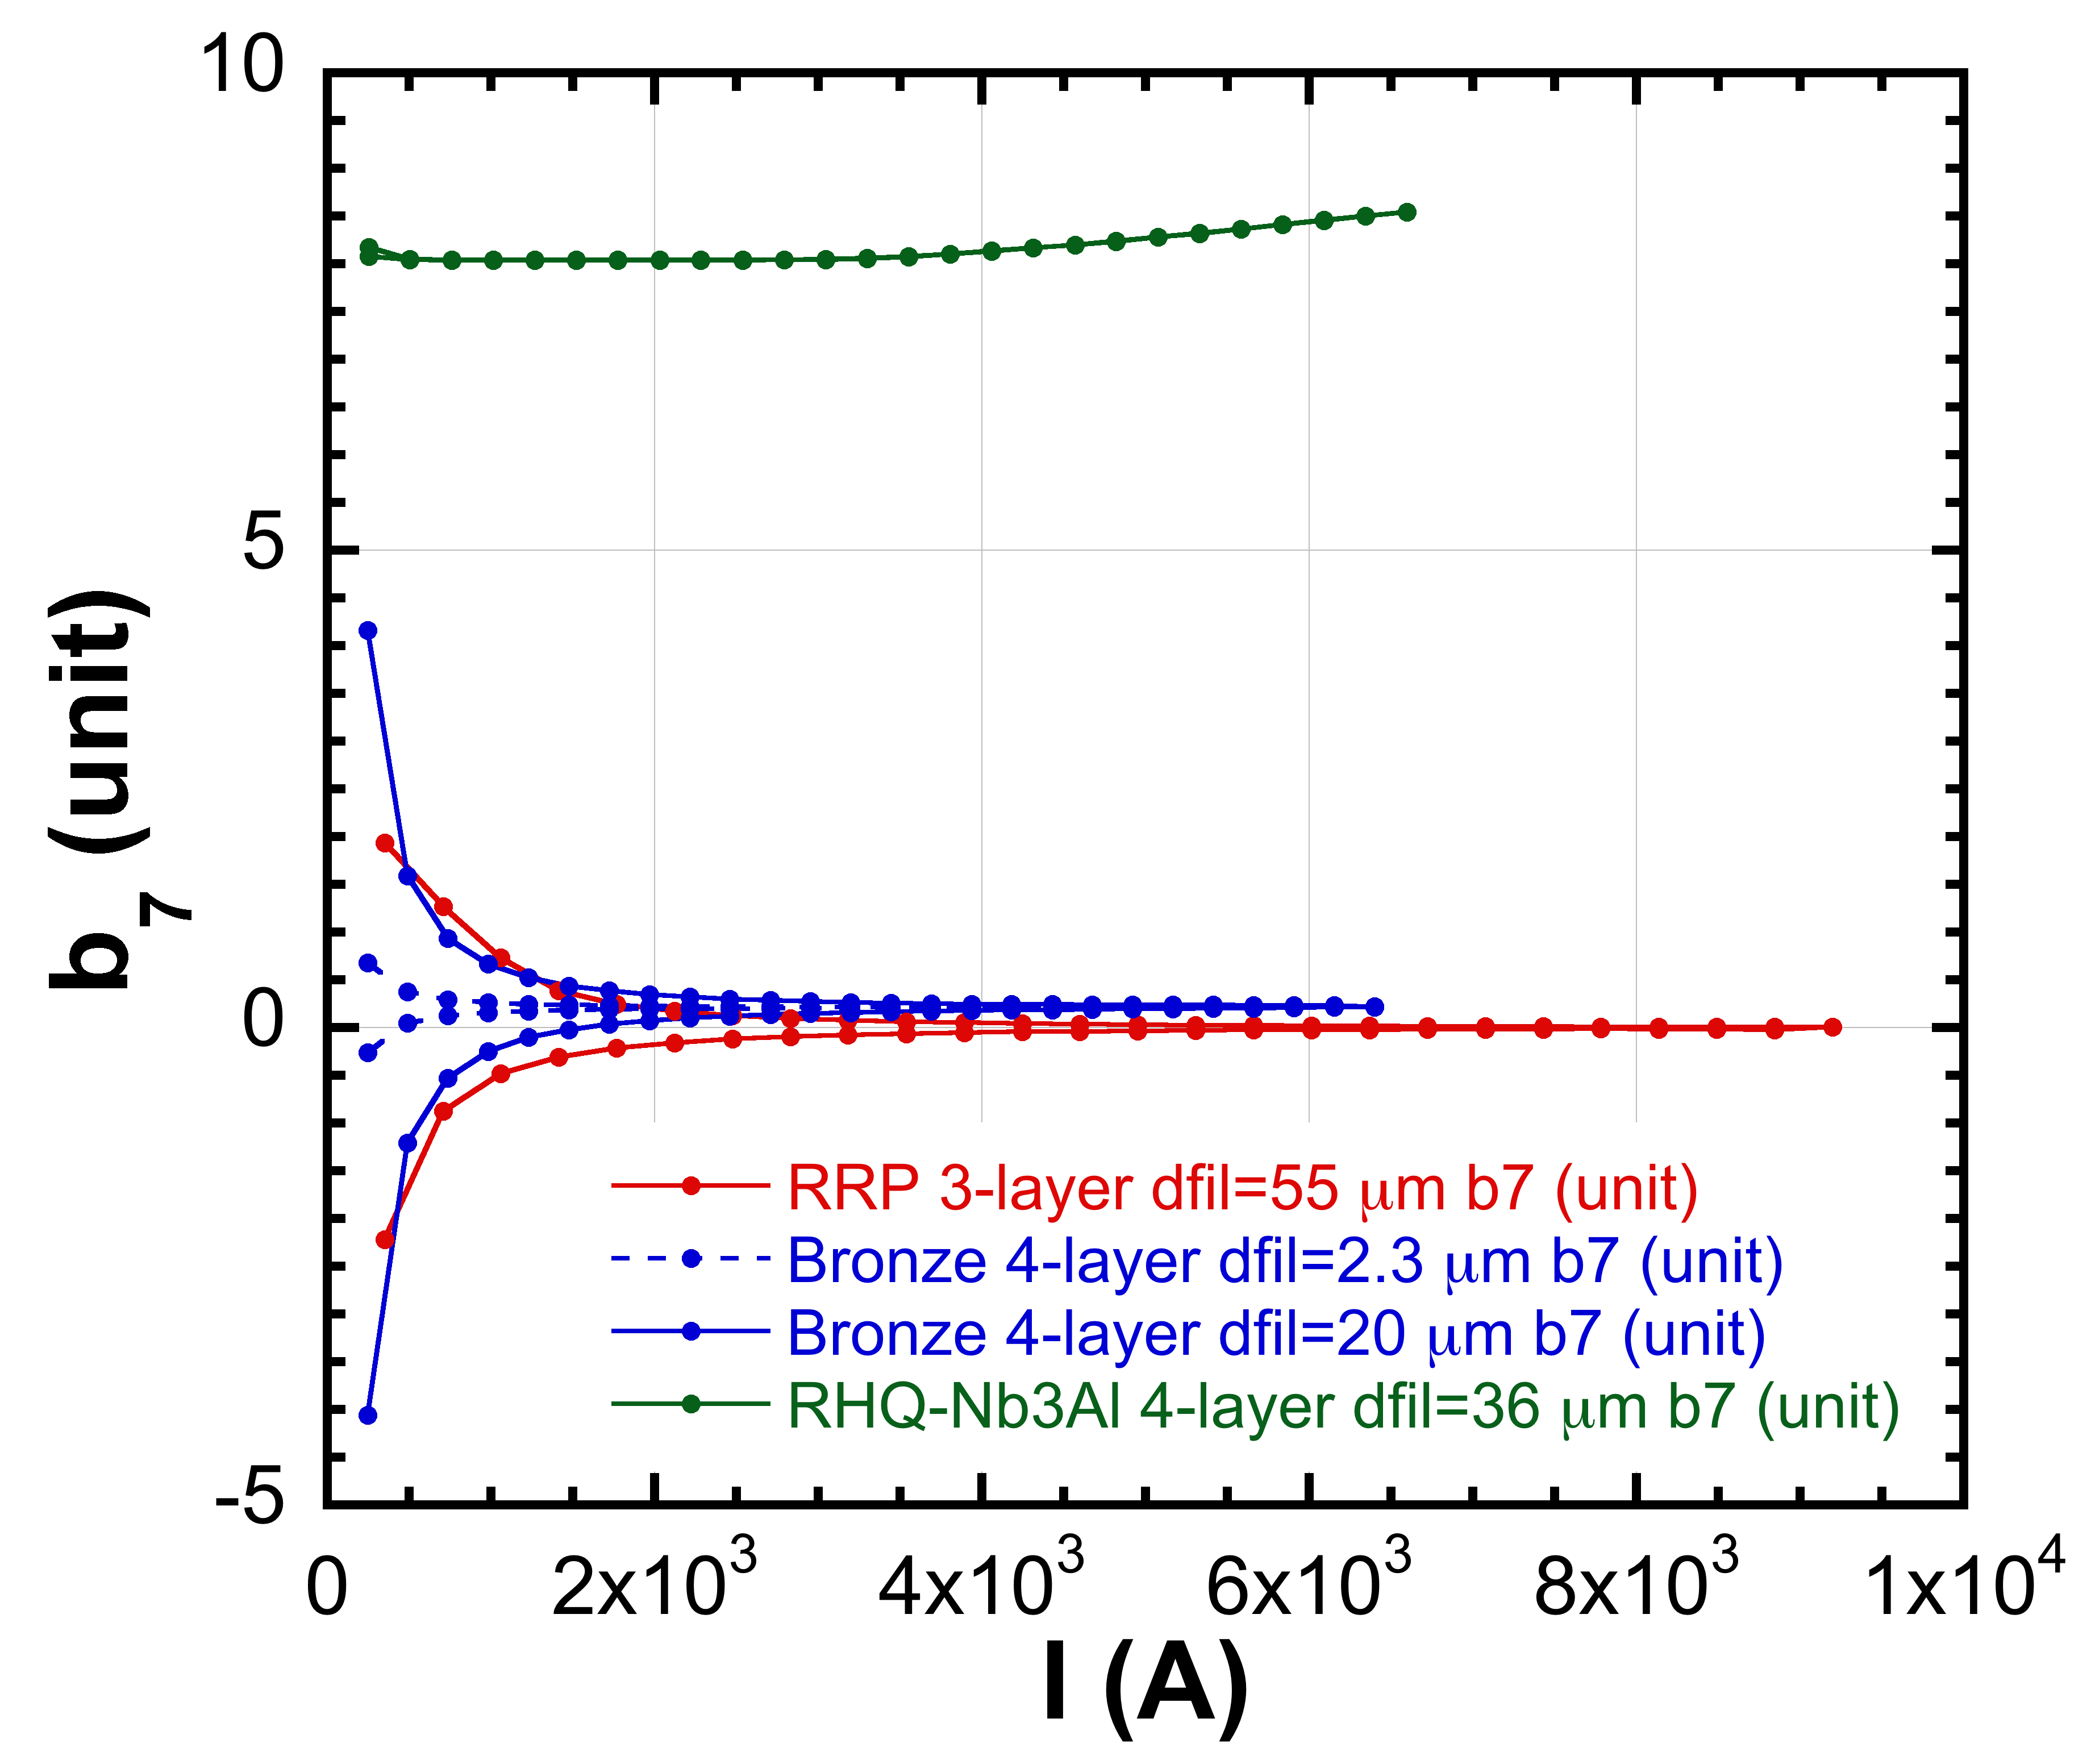 10
5
0
-5
b7 (unit)
RRP 3-layer dfil=55 μm b7 (unit)
Bronze 4-layer dfil=2.3 μm b7 (unit)
Bronze 4-layer dfil=20 μm b7 (unit)
RHQ-Nb3Al 4-layer dfil=36 μm b7 (unit)
0 2x10³ 4x10³ 6x10³ 8x10³ 1x10⁴
I (A)